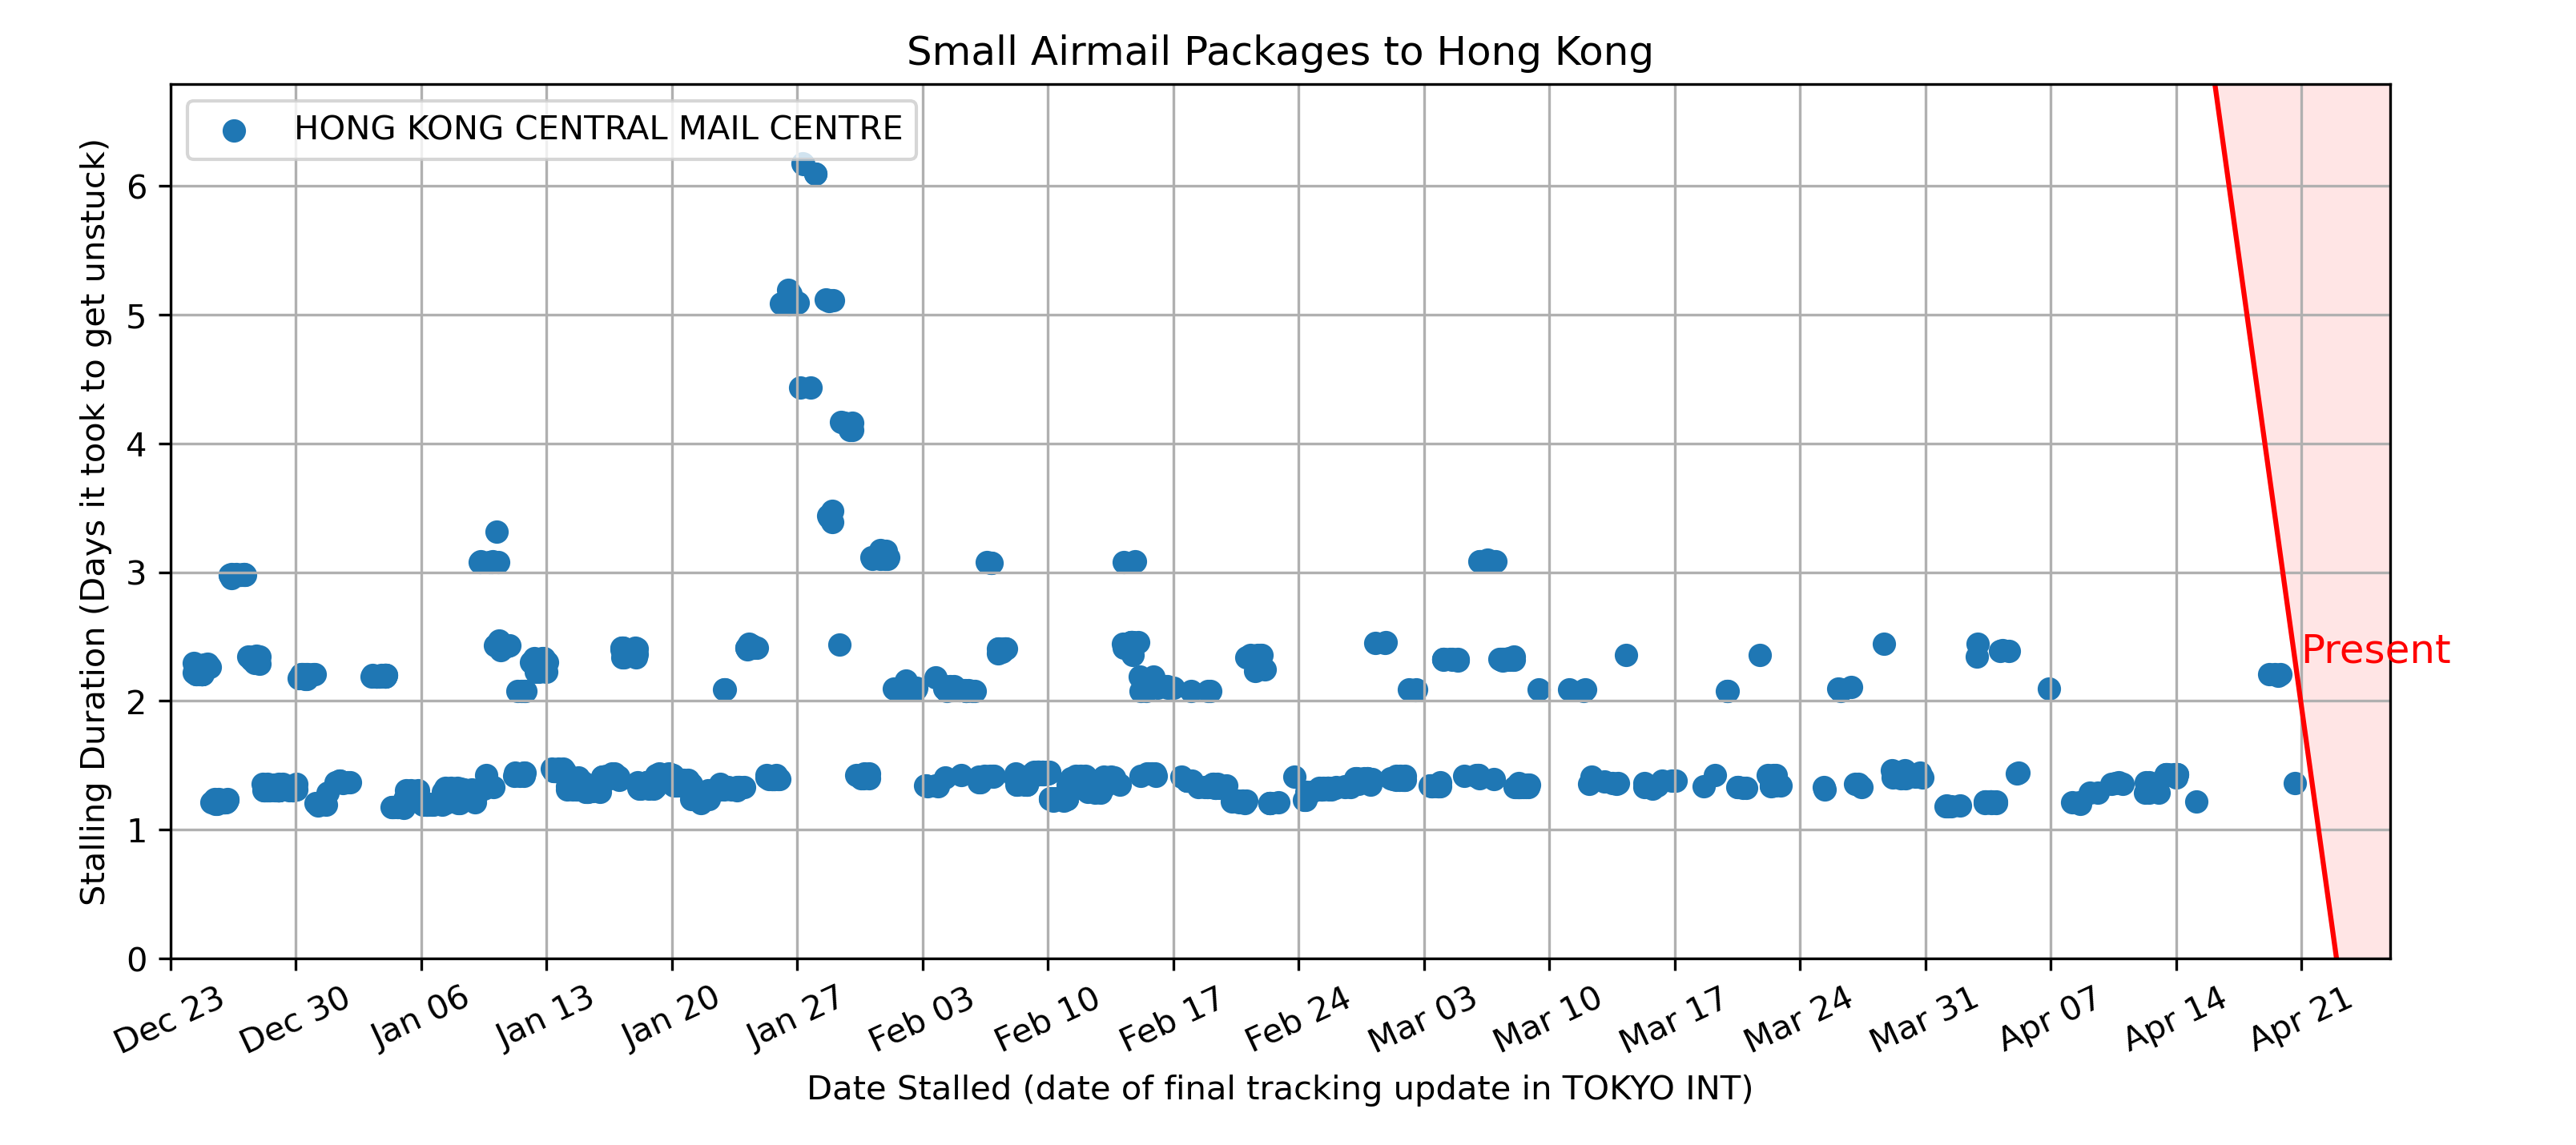 Small Airmail Packages to Hong Kong
HONG KONG CENTRAL MAIL CENTRE
Stalling Duration (Days it took to get unstuck)
6
5
4
3
2
1
0
Present
Dec 23
Dec 30
Jan 06
Jan 13
Jan 20
Jan 27
Feb 03
Feb 10
Feb 17
Feb 24
Mar 03
Mar 10
Mar 17
Mar 24
Mar 31
Apr 07
Apr 14
Apr 21
Date Stalled (date of final tracking update in TOKYO INT)